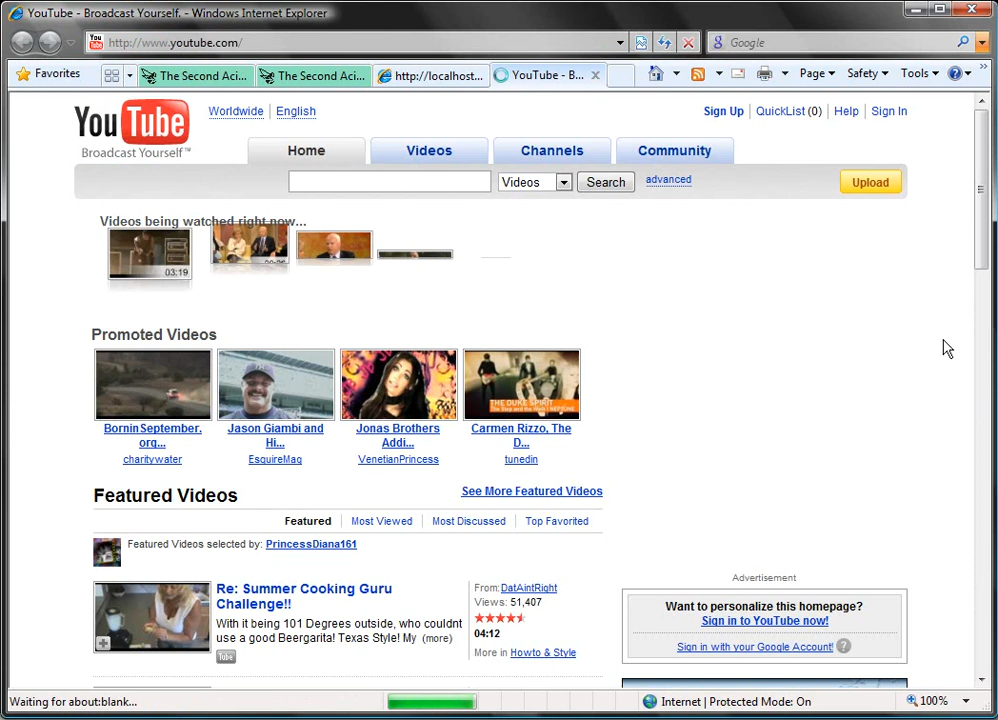 YouTube - Broadcast Yourself. - Windows Internet Explorer
http://www.youtube.com/
Google
Favorites
The Second Aci...
The Second Aci...
http://localhost...
YouTube - B...
Page
Safety
Tools
You Tube
Broadcast Yourself™
Worldwide
English
Sign Up
QuickList (0)
Help
Sign In
Home
Videos
Channels
Community
Videos
Search
advanced
Upload
Videos being watched right now...
03:19
Promoted Videos
THE DUKE SPIRIT
BorninSeptember.
org...
charitywater
Jason Giambi and
Hi...
EsquireMag
Jonas Brothers
Addi...
VenetianPrincess
Carmen Rizzo, The
D...
tunedin
Featured Videos
See More Featured Videos
Featured
Most Viewed
Most Discussed
Top Favorited
Featured Videos selected by: PrincessDiana161
Re: Summer Cooking Guru
Challenge!!
With it being 101 Degrees outside, who couldnt
use a good Beergarita! Texas Style! My (more)
Tube
From: DatAintRight
Views: 51,407
04:12
More in Howto & Style
Advertisement
Want to personalize this homepage?
Sign in to YouTube now!
Sign in with your Google Account!
Waiting for about:blank...
Internet | Protected Mode: On
100%